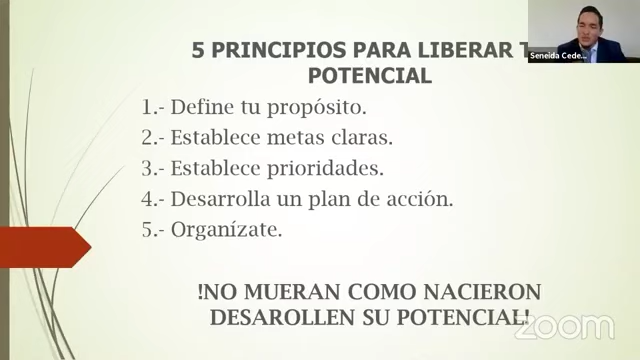 5 PRINCIPIOS PARA LIBERAR T
POTENCIAL
Seneida Cede...
1.- Define tu propósito.
2.- Establece metas claras.
3.- Establece prioridades.
4.- Desarrolla un plan de acción.
5.- Organízate.
!NO MUERAN COMO NACIERON
DESAROLLEN SU POTENCIAL!
zoom